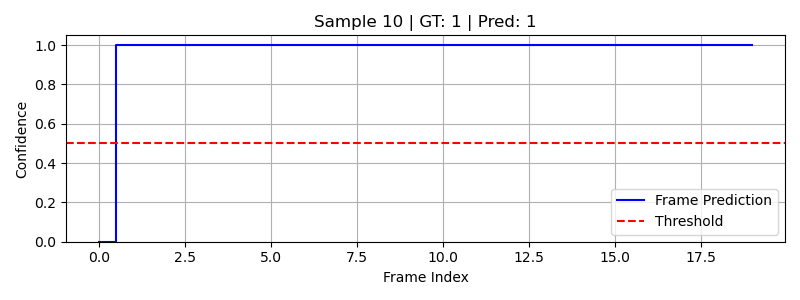 Sample 10 | GT: 1 | Pred: 1
Confidence
1.0
0.8
0.6
0.4
0.2
0.0
Frame Prediction
Threshold
0.0 2.5 5.0 7.5 10.0 12.5 15.0 17.5
Frame Index